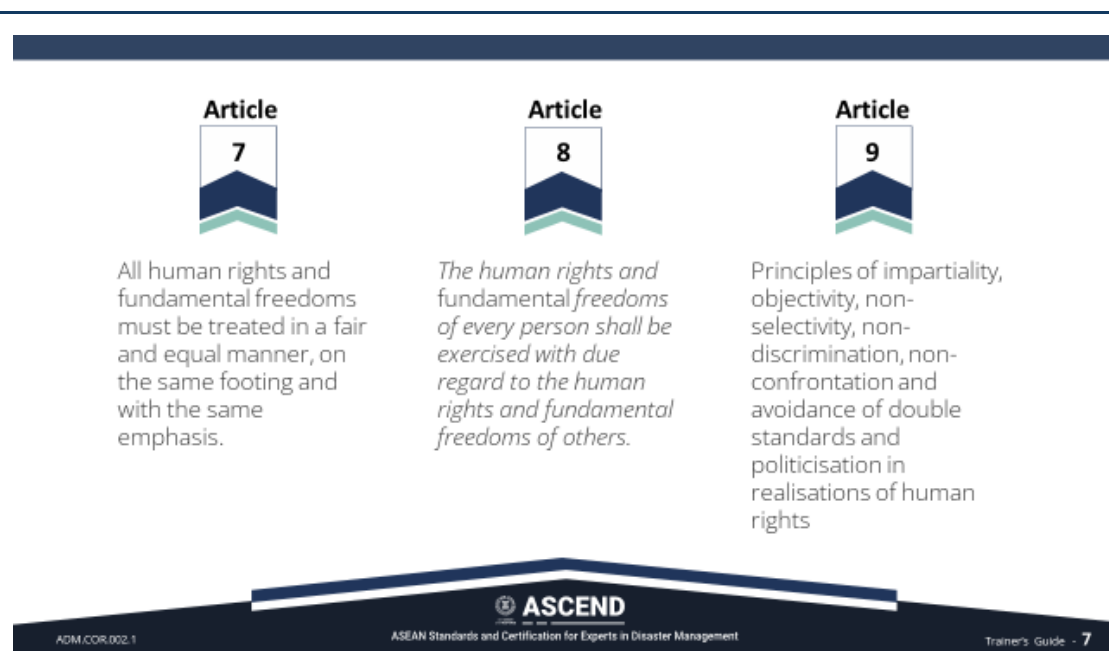 Article
7
All human rights and
fundamental freedoms
must be treated in a fair
and equal manner, on
the same footing and
with the same
emphasis.
Article
8
The human rights and
fundamental freedoms
of every person shall be
exercised with due
regard to the human
rights and fundamental
freedoms of others.
Article
9
Principles of impartiality,
objectivity, non-
selectivity, non-
discrimination, non-
confrontation and
avoidance of double
standards and
politicisation in
realisations of human
rights
ADM.COR.002.1
ASCEND
ASEAN Standards and Certification for Experts in Disaster Management
Trainer's Guide - 7